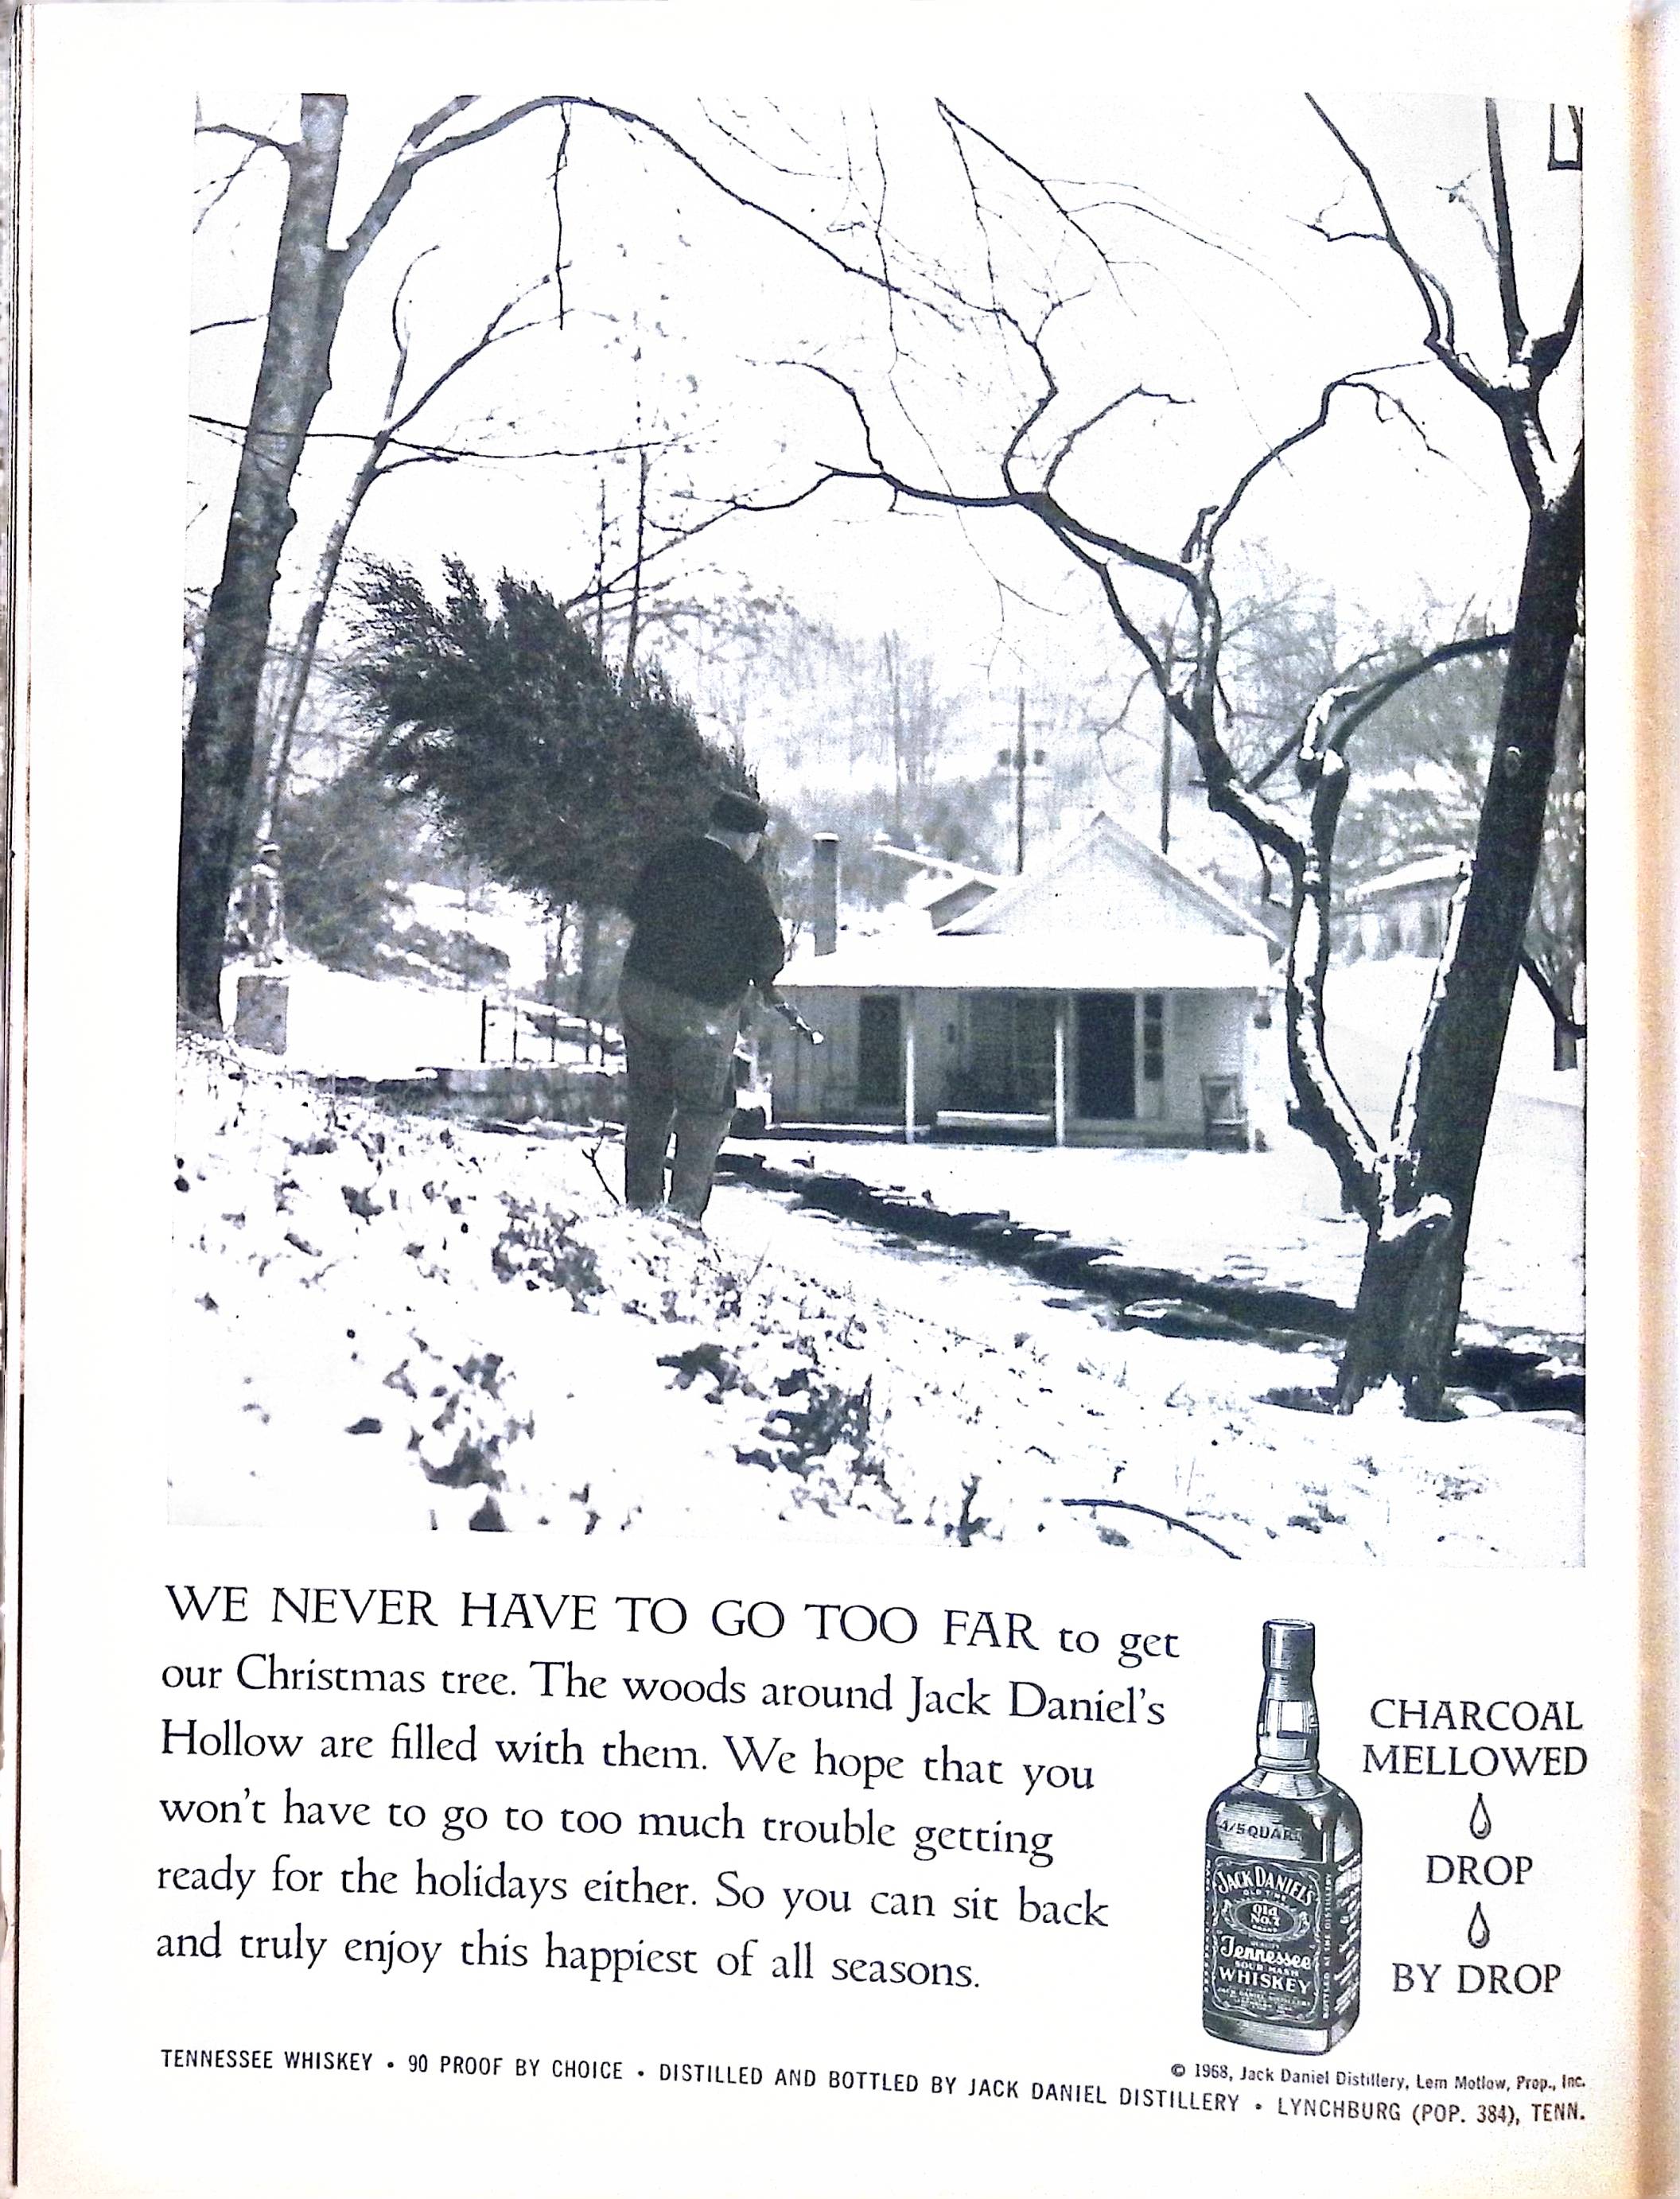 WE NEVER HAVE TO GO TOO FAR to get
our Christmas tree. The woods around Jack Daniel's
Hollow are filled with them. We hope that you
won't have to go to too much trouble getting
ready for the holidays either. So you can sit back
and truly enjoy this happiest of all seasons.
4/5 QUART
JACK DANIEL'S
OLD TIME
Old
No. 7
BRAND
QUALITY
Tennessee
SOUR MASH
WHISKEY
CHARCOAL
MELLOWED
DROP
BY DROP
© 1968, Jack Daniel Distillery, Lem Motlow, Prop., Inc.
TENNESSEE WHISKEY • 90 PROOF BY CHOICE • DISTILLED AND BOTTLED BY JACK DANIEL DISTILLERY • LYNCHBURG (POP. 384), TENN.